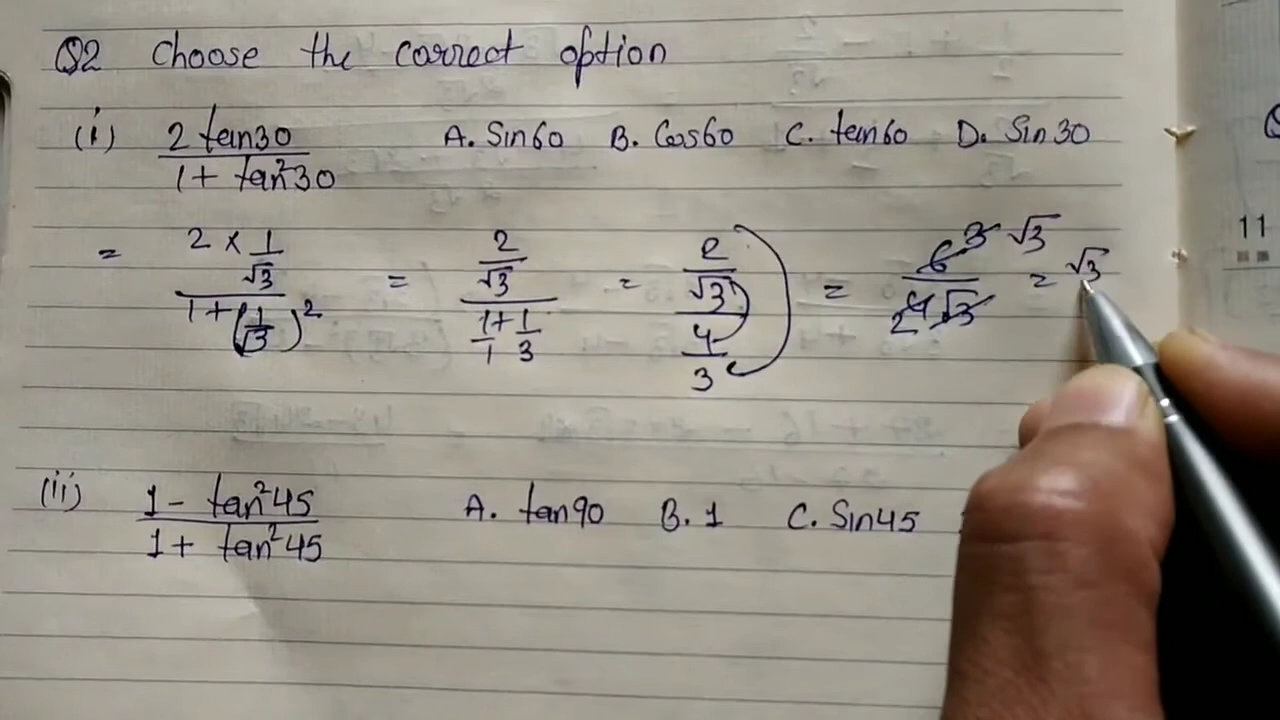 Q2 Choose the correct option
(i) 2 tan30 / 1 + tan²30 A. Sin60 B. Cos60 C. tan60 D. Sin30
= 2 × 1/√3 / 1+(1/√3)² = 2/√3 / 1/1 + 1/3 = 2/√3 / 4/3 = 6 3 √3 / 2 4 √3 = √3
(ii) 1 - tan²45 / 1 + tan²45 A. tan90 B. 1 C. Sin45
11